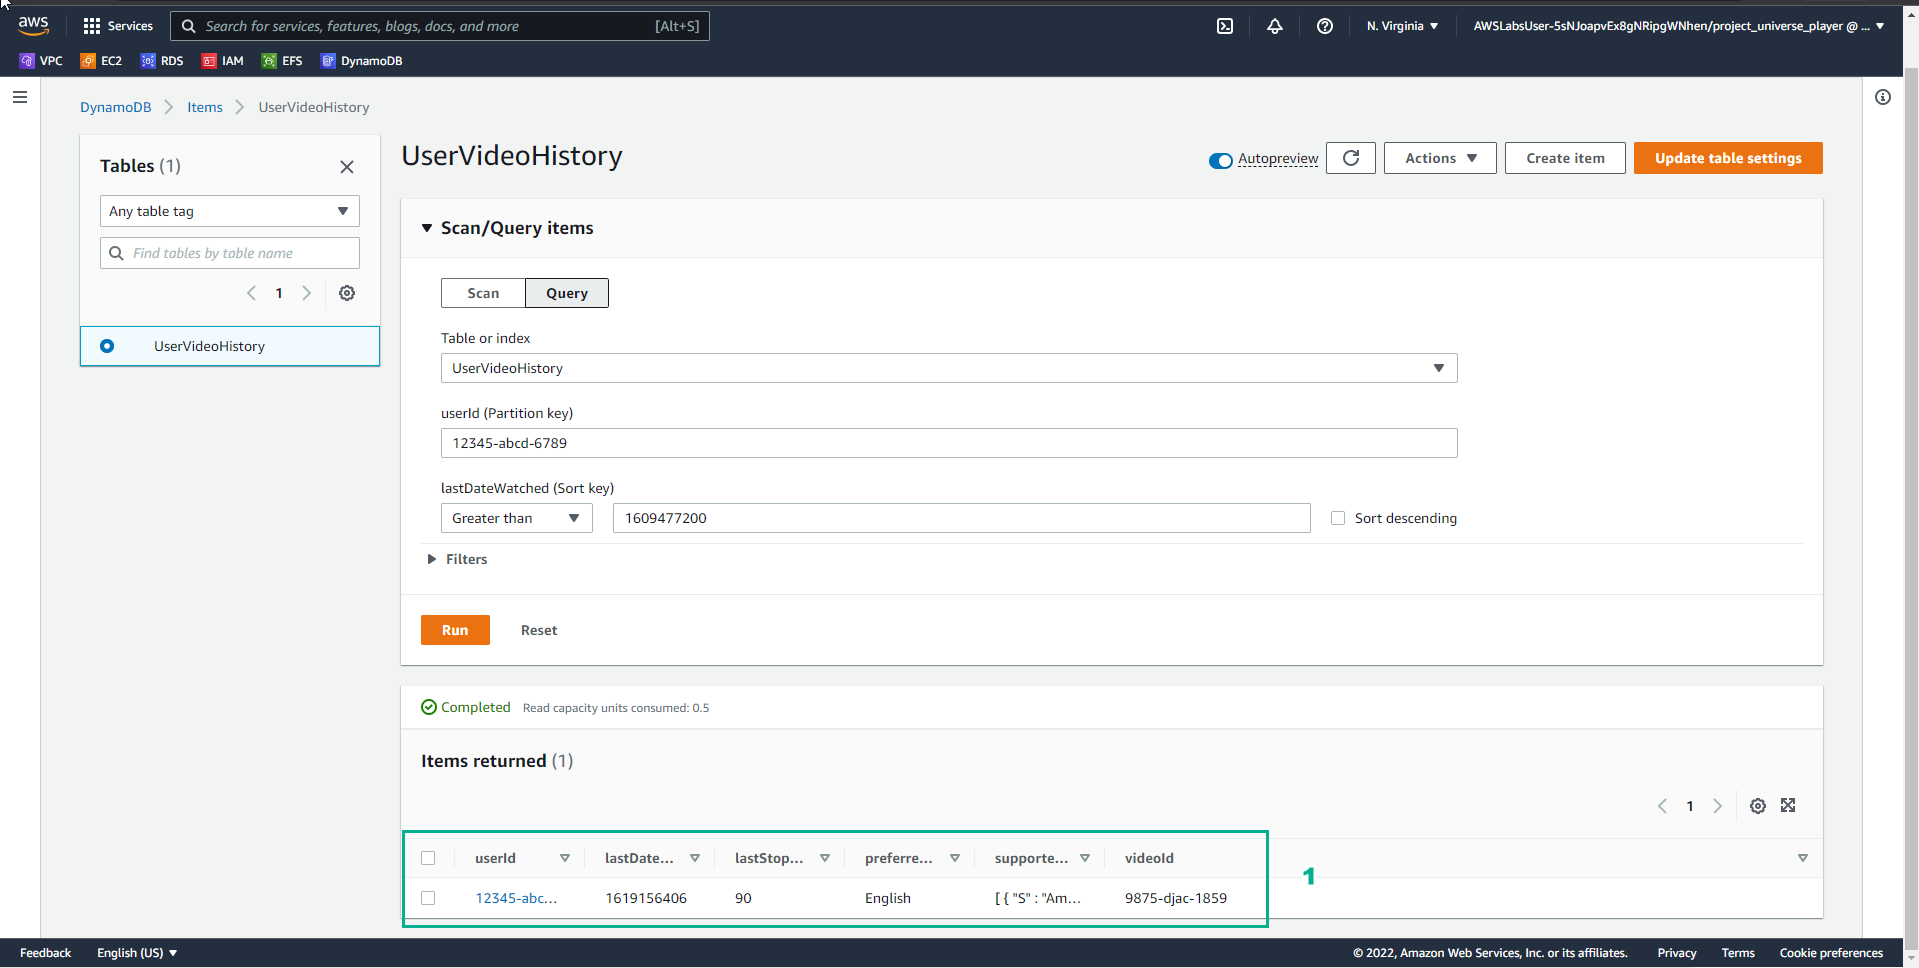 aws Services Search for services, features, blogs, docs, and more [Alt+S] N. Virginia ▼ AWSLabsUser-5sNJoapvEx8gNRipgWNhen/project_universe_player @ ... ▼
VPC EC2 RDS IAM EFS DynamoDB
DynamoDB > Items > UserVideoHistory
Tables (1)
Any table tag
Find tables by table name
< 1 >
UserVideoHistory
UserVideoHistory
Autopreview Actions ▼ Create item Update table settings
▼ Scan/Query items
Scan Query
Table or index
UserVideoHistory
userId (Partition key)
12345-abcd-6789
lastDateWatched (Sort key)
Greater than 1609477200 Sort descending
Filters
Run Reset
Completed Read capacity units consumed: 0.5
Items returned (1)
< 1 >
userId lastDate... lastStop... preferre... supporte... videoId
12345-abc... 1619156406 90 English [ { "S" : "Am... 9875-djac-1859
1
Feedback English (US) ▼ © 2022, Amazon Web Services, Inc. or its affiliates. Privacy Terms Cookie preferences